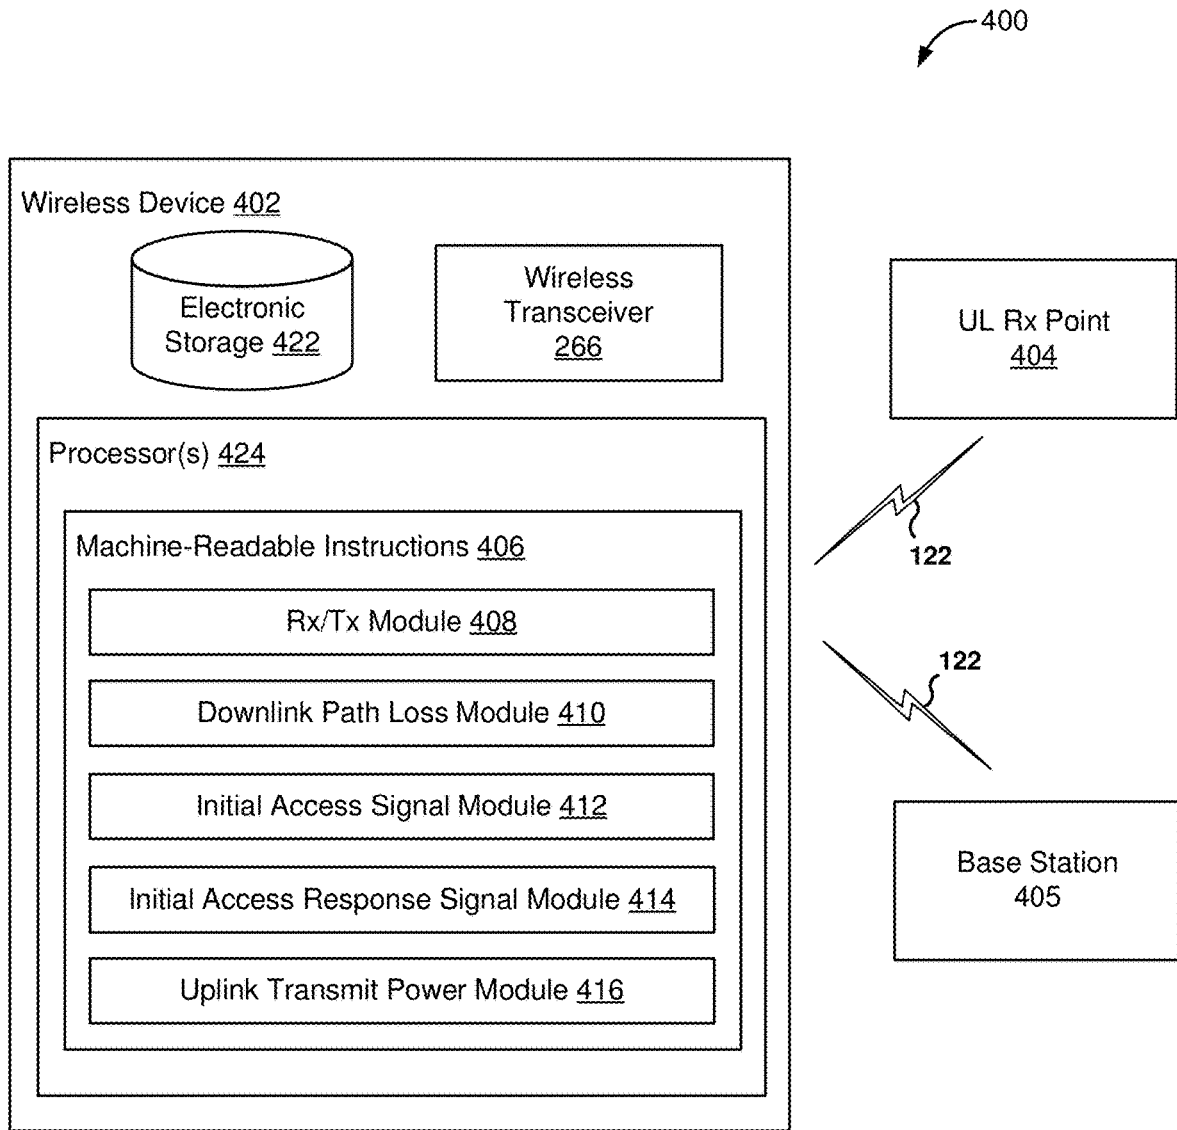 400
Wireless Device 402
Electronic
Storage 422
Wireless
Transceiver
266
UL Rx Point
404
Processor(s) 424
Machine-Readable Instructions 406
122
Rx/Tx Module 408
122
Downlink Path Loss Module 410
Initial Access Signal Module 412
Base Station
405
Initial Access Response Signal Module 414
Uplink Transmit Power Module 416